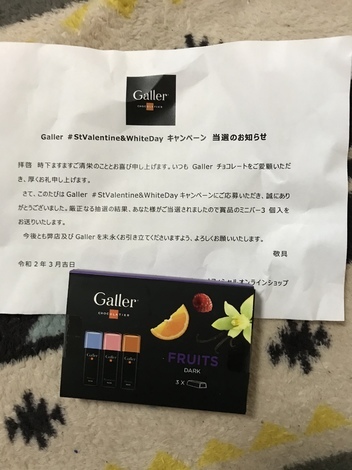 Galler
CHOCOLATIER
Galler #StValentine&WhiteDay キャンペーン 当選のお知らせ
拝啓 時下ますますご清栄のこととお喜び申し上げます。いつも Galler チョコレートをご愛顧いただ
き、厚くお礼申し上げます。
さて、このたびは Galler #StValentine&WhiteDay キャンペーンにご応募いただき、誠にあり
がとうございました。厳正なる抽選の結果、あなた様がご当選されましたので賞品のミニバー3 個入を
お送りいたします。
今後とも弊店及び Galler を末永くお引き立てくださいますよう、よろしくお願いいたします。
敬具
令和 2 年 3 月吉日
オンラインショップ
Galler
CHOCOLATIER
Galler
Galler
Galler
FRUITS
DARK
3 X